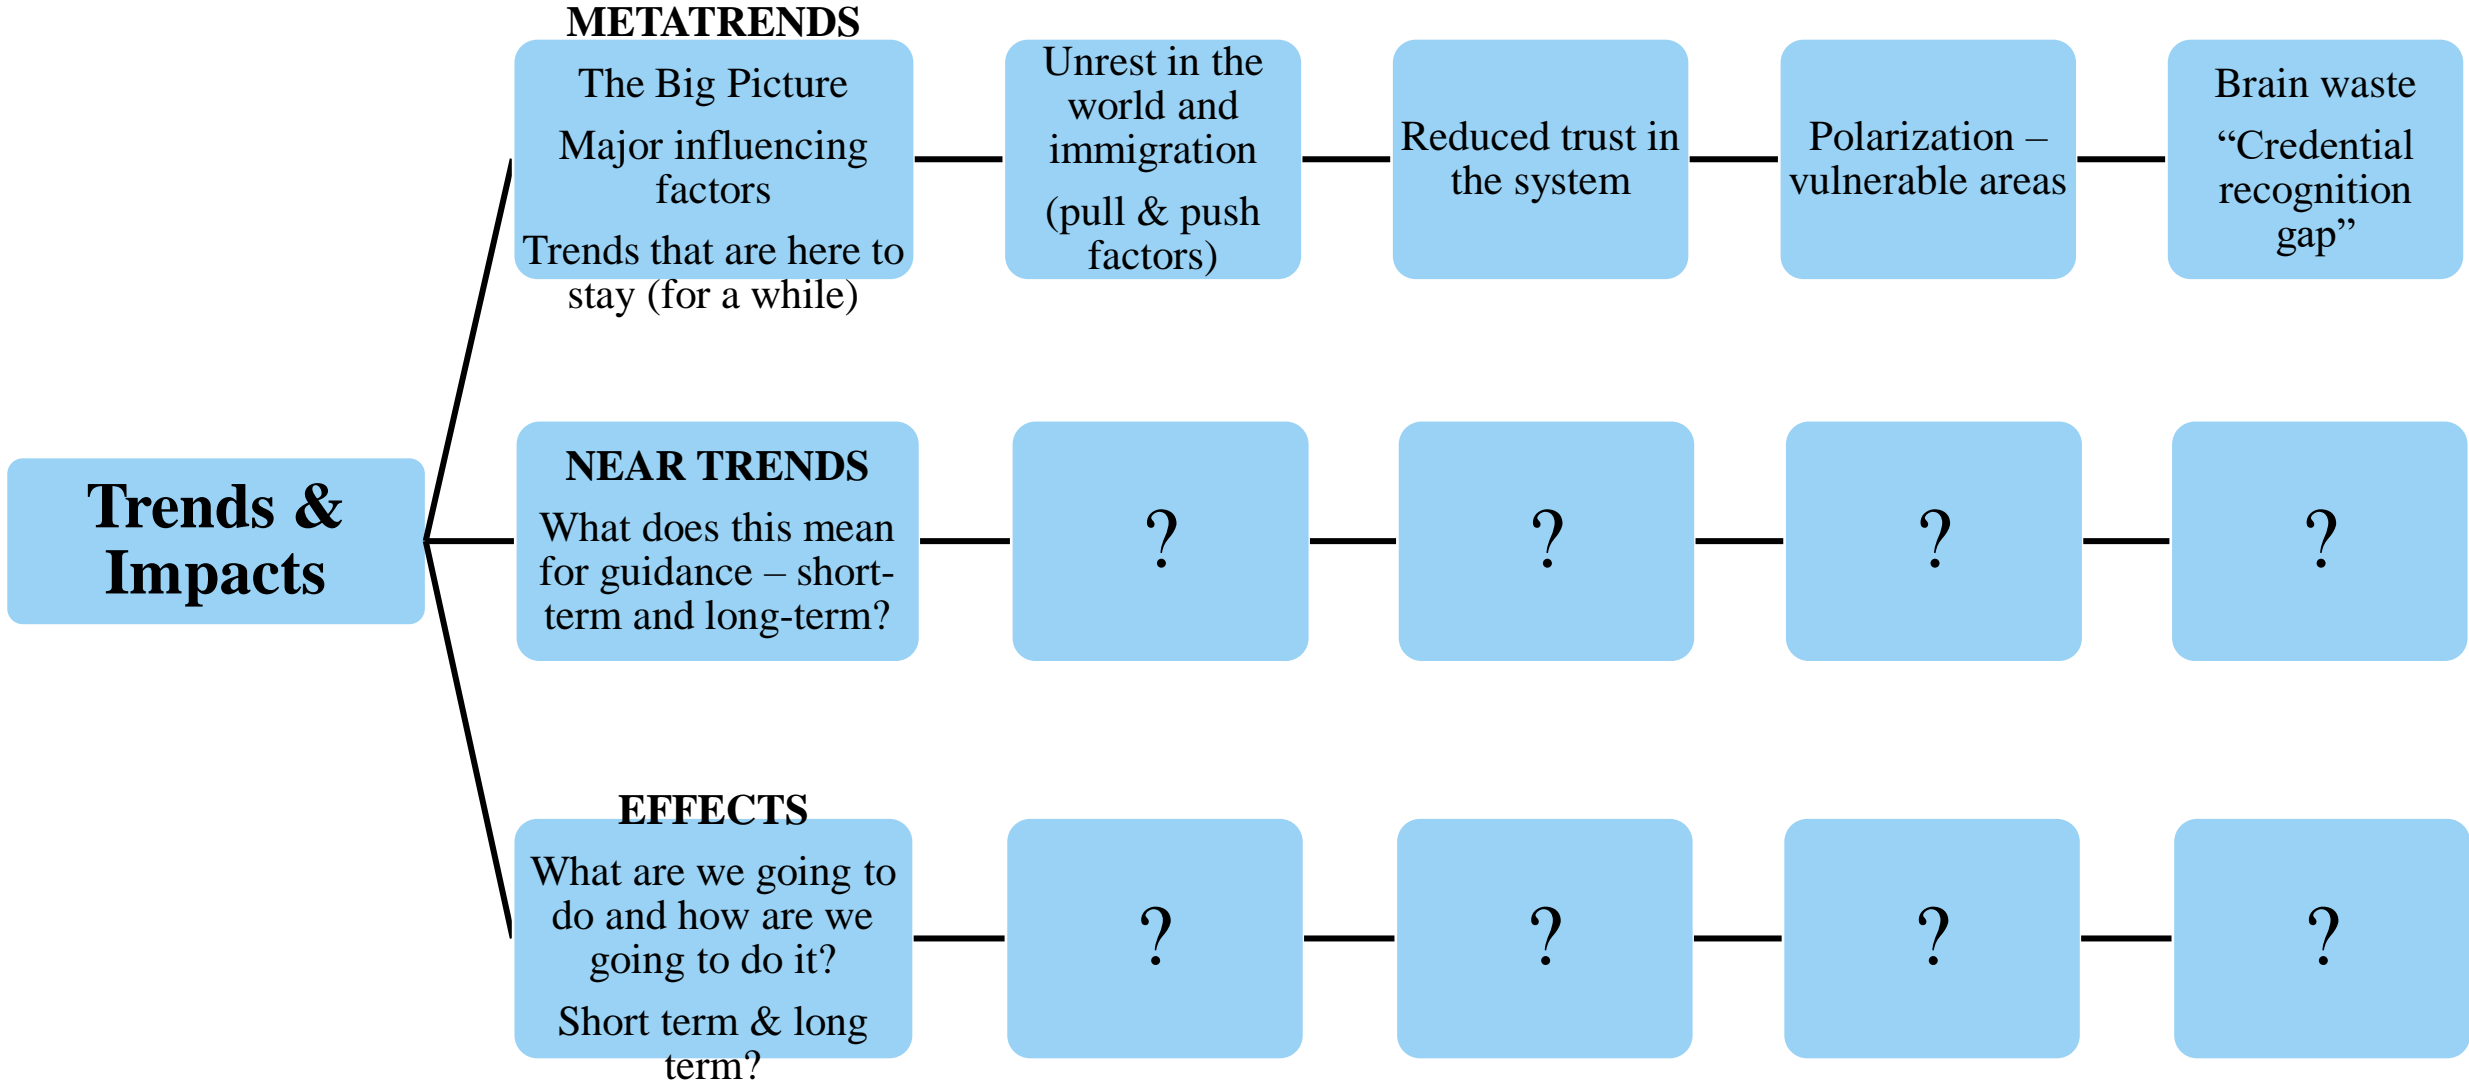 Trends &
Impacts
METATRENDS
The Big Picture
Major influencing
factors
Trends that are here to
stay (for a while)
Unrest in the
world and
immigration
(pull & push
factors)
Reduced trust in
the system
Polarization –
vulnerable areas
Brain waste
“Credential
recognition
gap”
NEAR TRENDS
What does this mean
for guidance – short-
term and long-term?
?
?
?
?
EFFECTS
What are we going to
do and how are we
going to do it?
Short term & long
term?
?
?
?
?